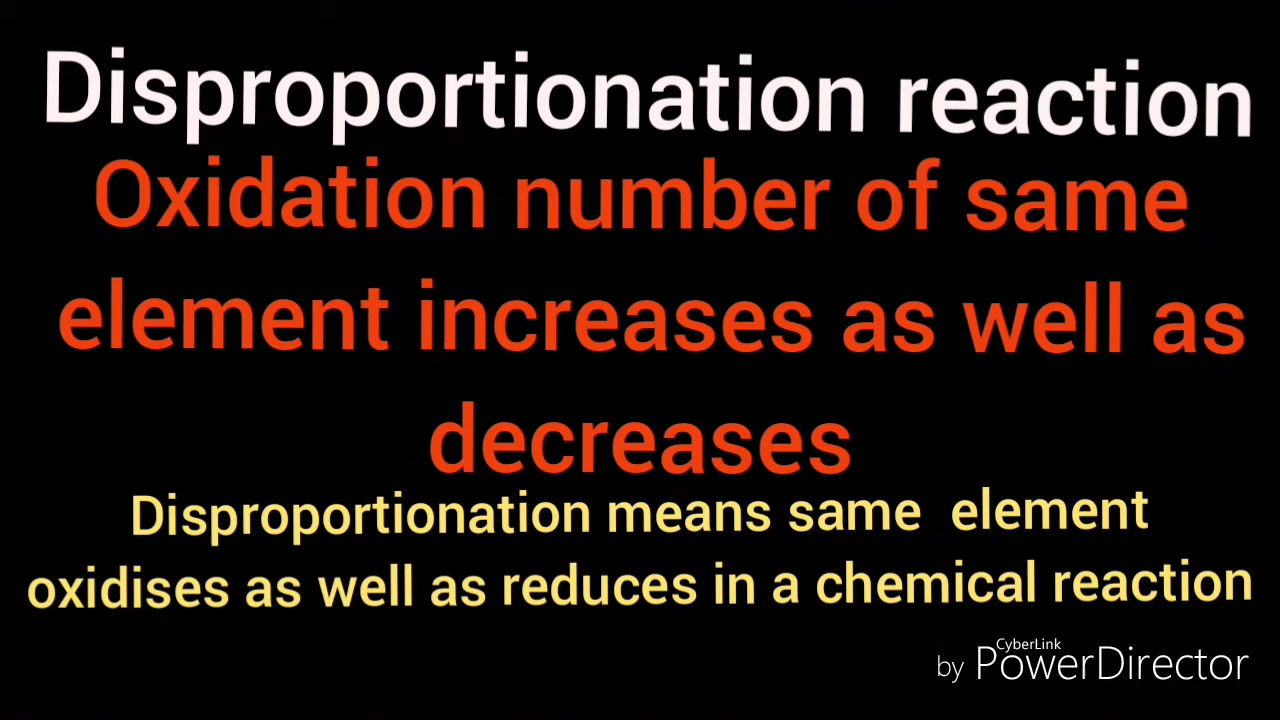 Disproportionation reaction
Oxidation number of same
element increases as well as
decreases
Disproportionation means same element
oxidises as well as reduces in a chemical reaction
CyberLink
by PowerDirector